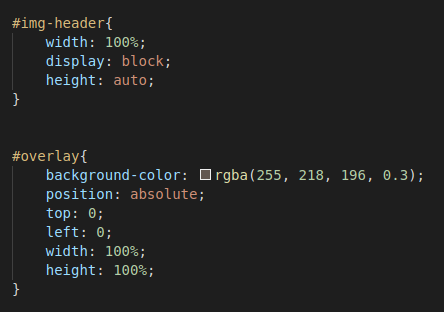 #img-header{
    width: 100%;
    display: block;
    height: auto;
}
#overlay{
    background-color: rgba(255, 218, 196, 0.3);
    position: absolute;
    top: 0;
    left: 0;
    width: 100%;
    height: 100%;
}